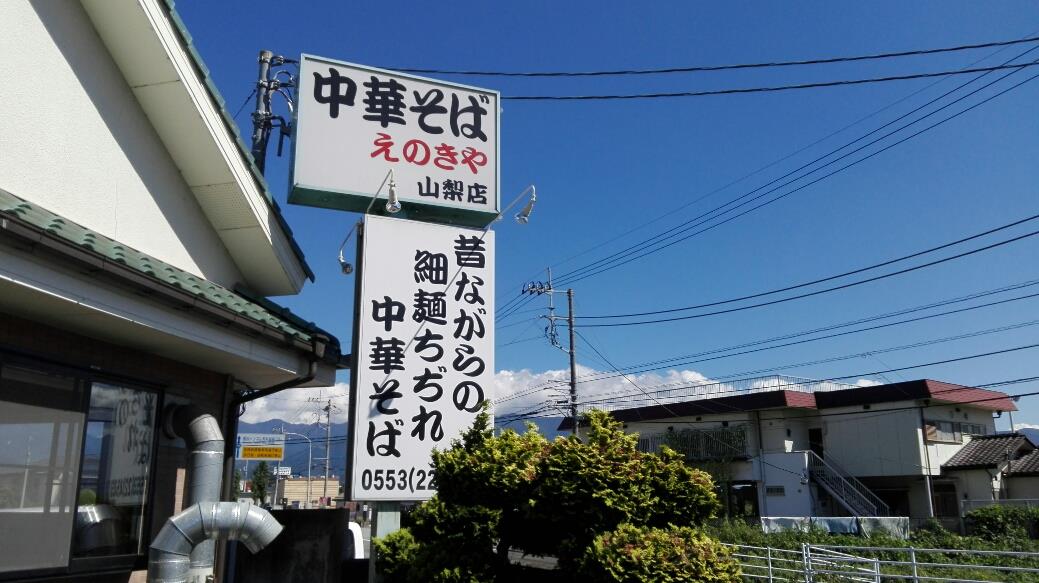 中華そば
えのきや
山梨店
昔ながらの
細麺ちぢれ
中華そば
0553(22